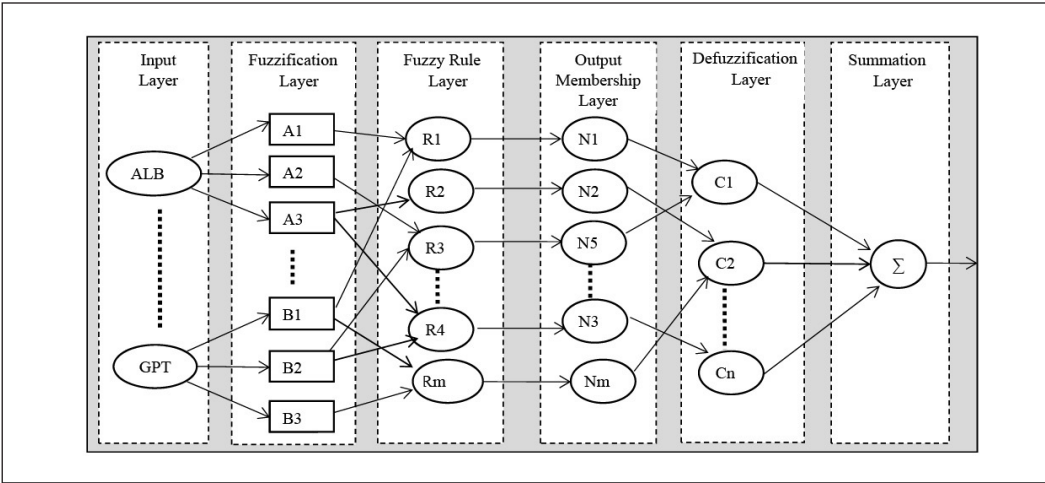 Input
Layer
Fuzzification
Layer
Fuzzy Rule
Layer
Output
Membership
Layer
Defuzzification
Layer
Summation
Layer
ALB
GPT
A1
A2
A3
B1
B2
B3
R1
R2
R3
R4
Rm
N1
N2
N5
N3
Nm
C1
C2
Cn
∑